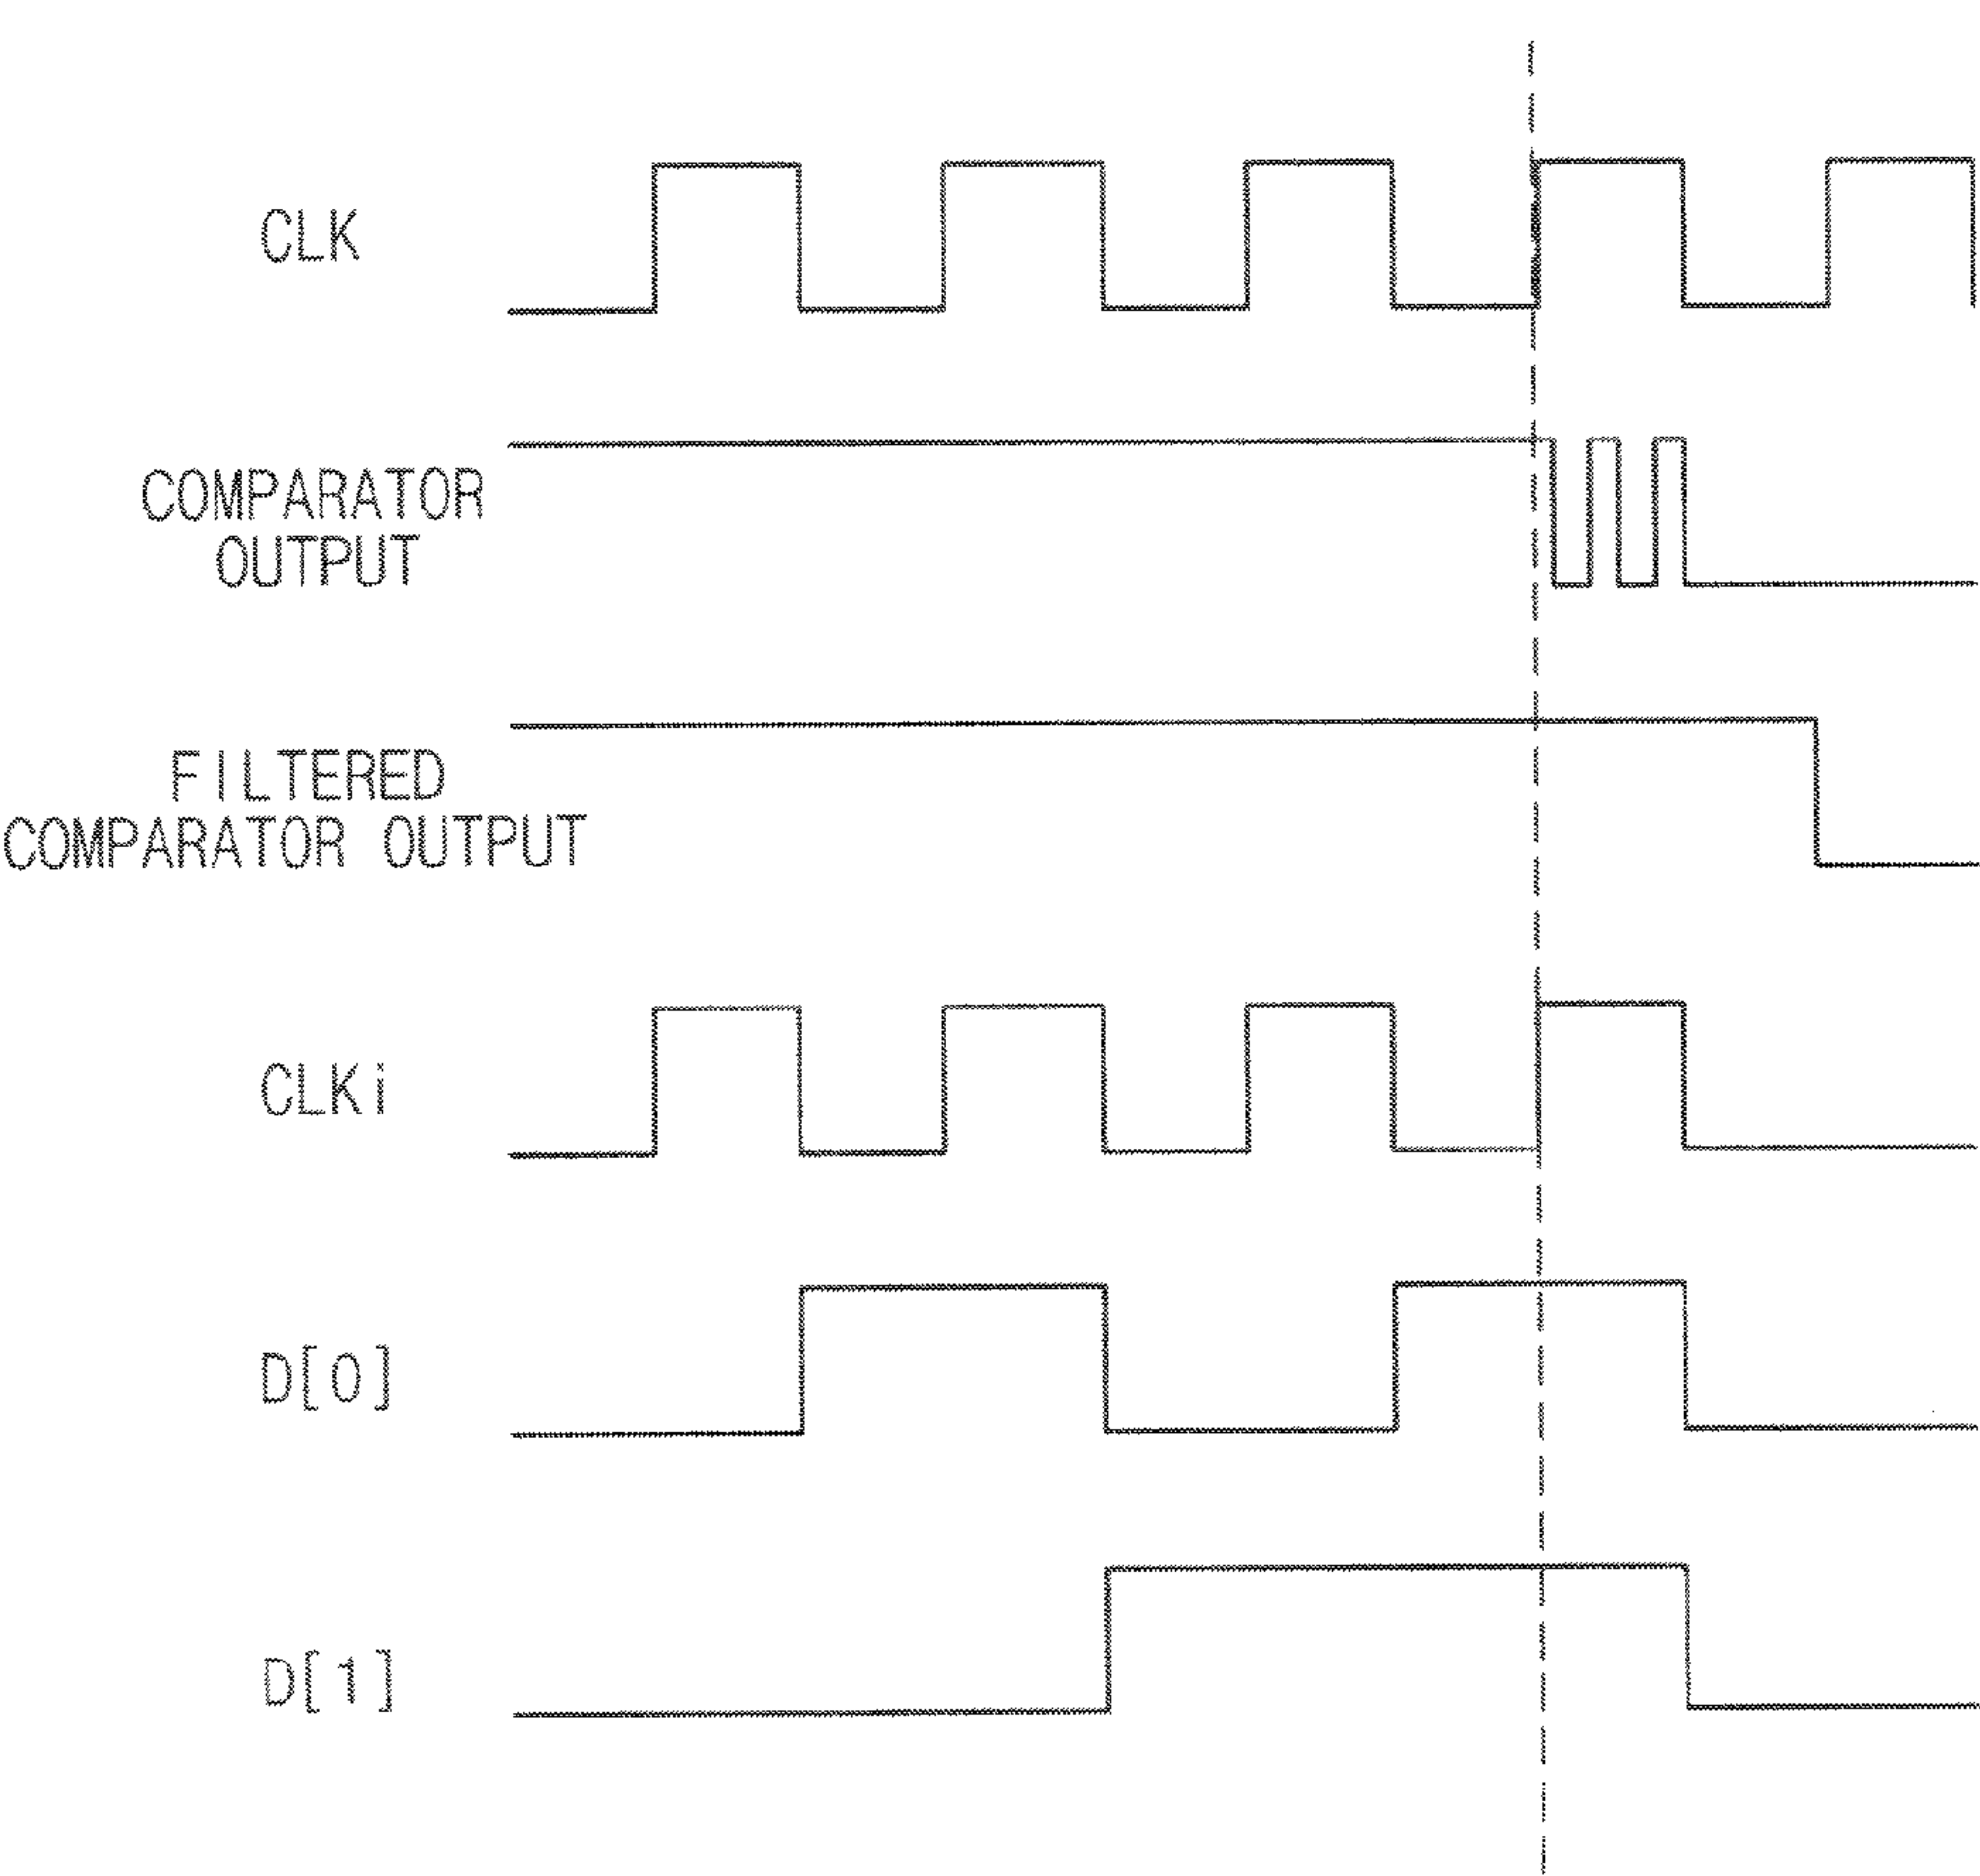 CLK
COMPARATOR
OUTPUT
FILTERED
COMPARATOR OUTPUT
CLKi
D[0]
D[1]